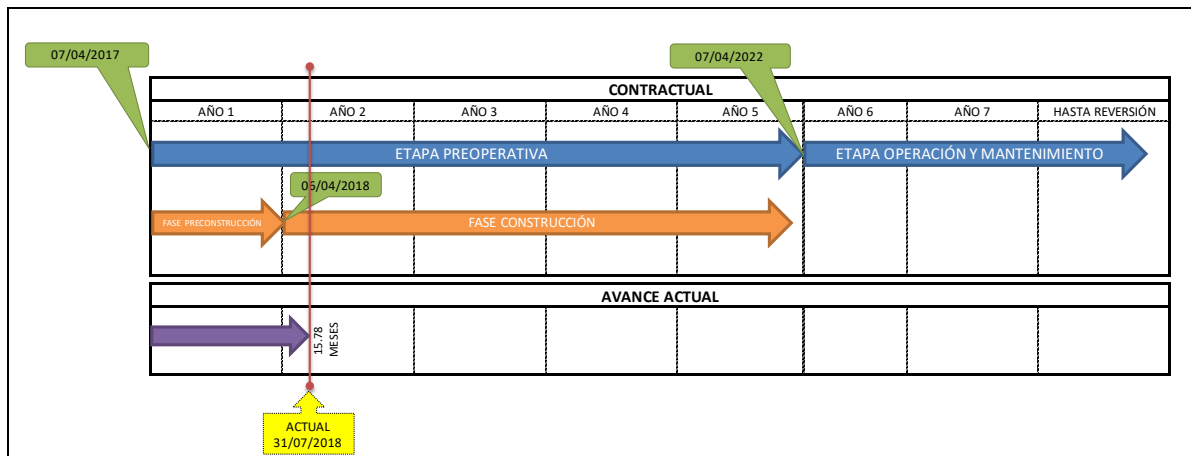 07/04/2017
07/04/2022
CONTRACTUAL
AÑO 1 AÑO 2 AÑO 3 AÑO 4 AÑO 5 AÑO 6 AÑO 7 HASTA REVERSIÓN
ETAPA PREOPERATIVA ETAPA OPERACIÓN Y MANTENIMIENTO
06/04/2018
FASE PRECONSTRUCCIÓN FASE CONSTRUCCIÓN
AVANCE ACTUAL
15.78
MESES
ACTUAL
31/07/2018